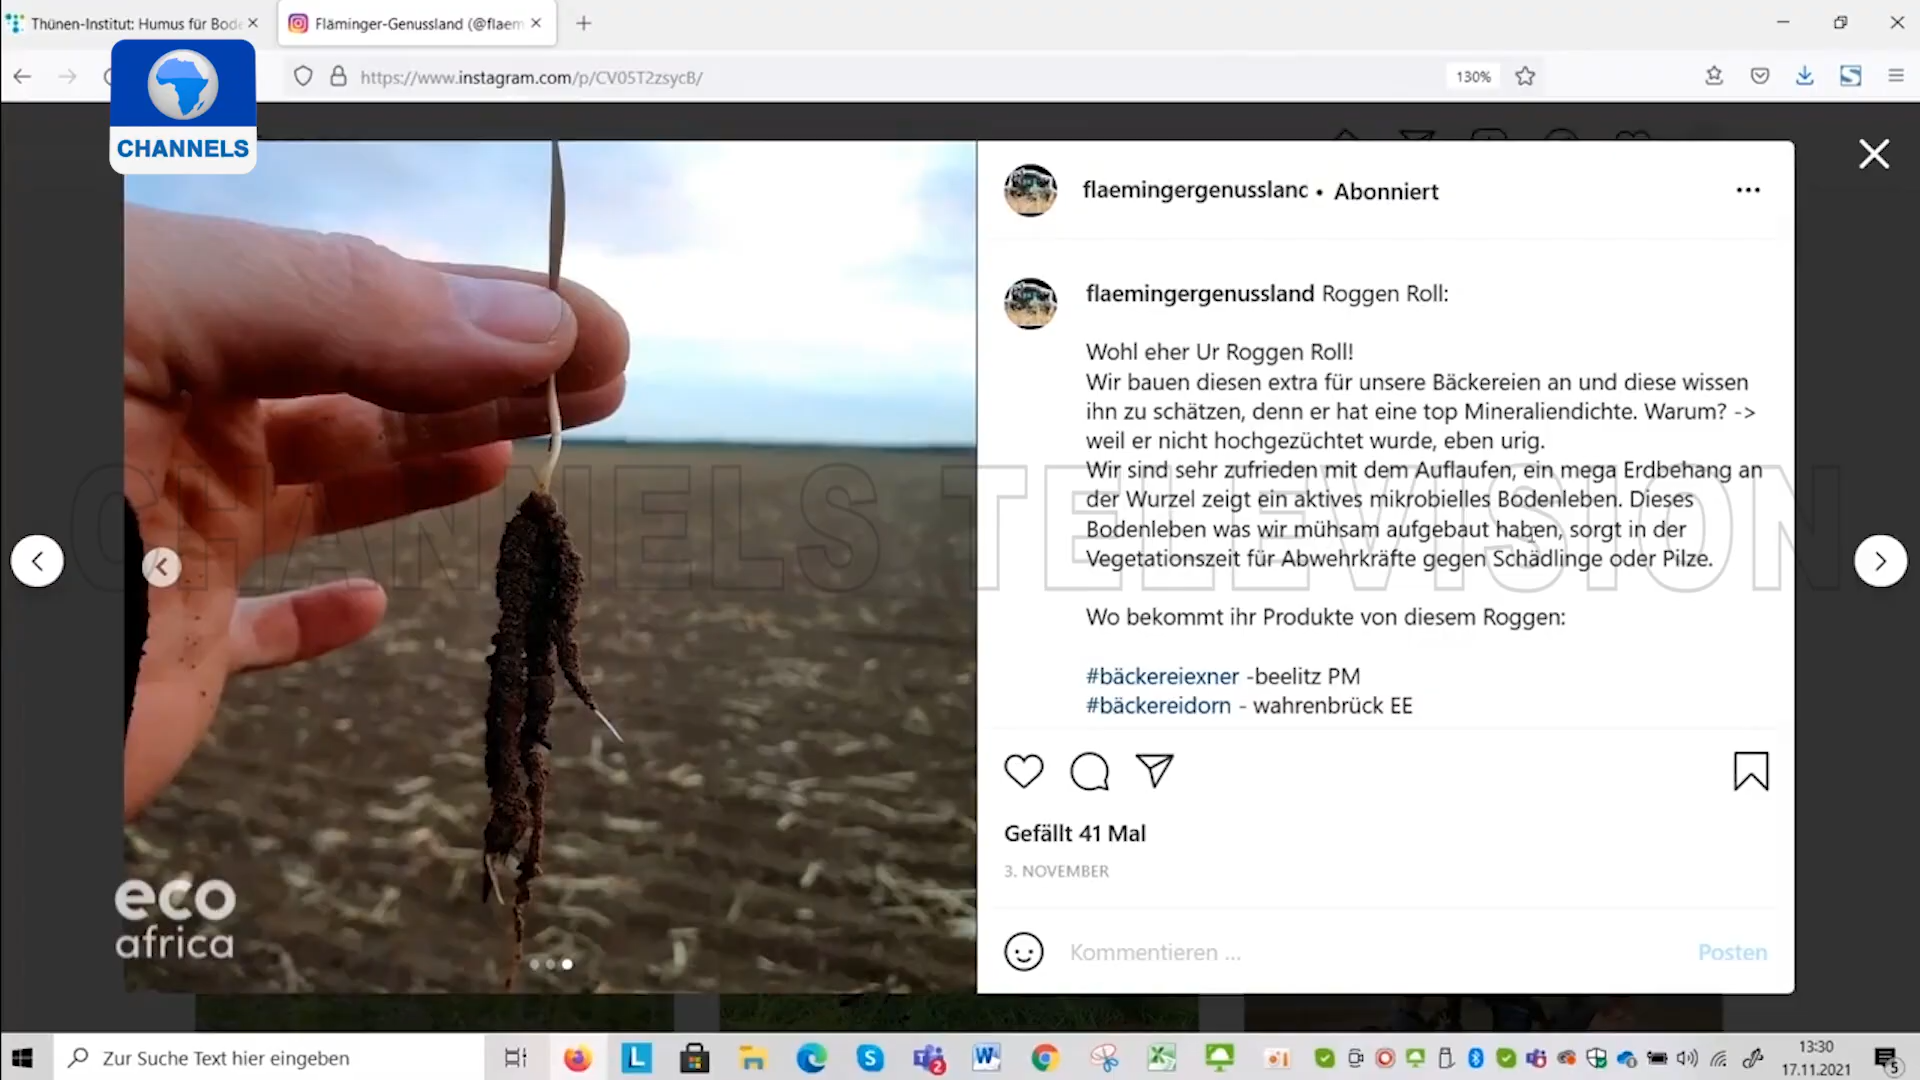 Thünen-Institut: Humus für Bode
Fläminger-Genussland (@flaem
https://www.instagram.com/p/CV05T2zsycB/
130%
CHANNELS
flaemingergenusslanc • Abonniert
flaemingergenussland Roggen Roll:
Wohl eher Ur Roggen Roll!
Wir bauen diesen extra für unsere Bäckereien an und diese wissen
ihn zu schätzen, denn er hat eine top Mineraliendichte. Warum? ->
weil er nicht hochgezüchtet wurde, eben urig.
Wir sind sehr zufrieden mit dem Auflaufen, ein mega Erdbehang an
der Wurzel zeigt ein aktives mikrobielles Bodenleben. Dieses
Bodenleben was wir mühsam aufgebaut haben, sorgt in der
Vegetationszeit für Abwehrkräfte gegen Schädlinge oder Pilze.
CHANNELS TELEVISION
Wo bekommt ihr Produkte von diesem Roggen:
#bäckereiexner -beelitz PM
#bäckereidorn - wahrenbrück EE
Gefällt 41 Mal
3. NOVEMBER
Kommentieren ...
Posten
eco
africa
Zur Suche Text hier eingeben
13:30
17.11.2021